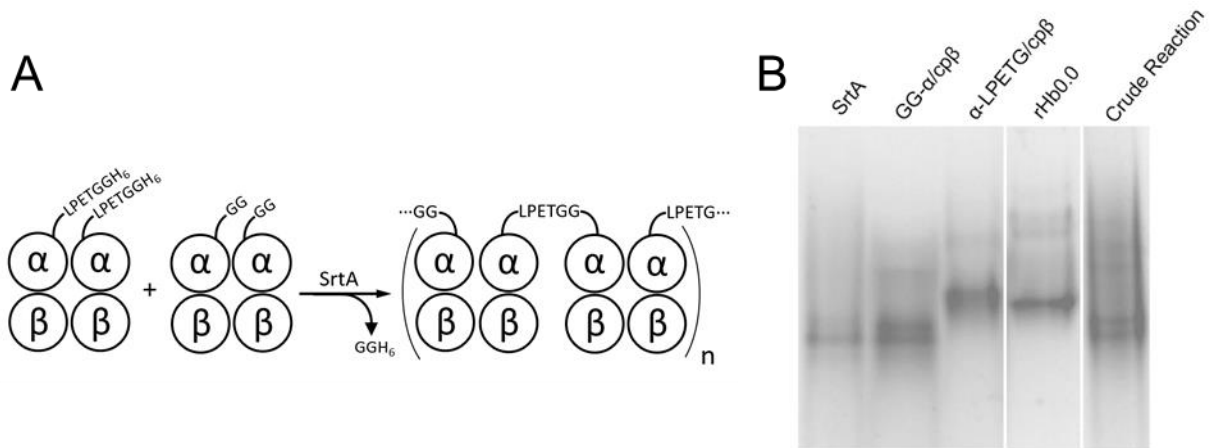 A
LPETGGH₆
LPETGGH₆
α α
β β
+
GG
GG
α α
β β
SrtA
GGH₆
···GG
LPETGG
LPETG···
α α α α
β β β β
n
B
SrtA
GG-α/cpβ
α-LPETG/cpβ
rHb0.0
Crude Reaction